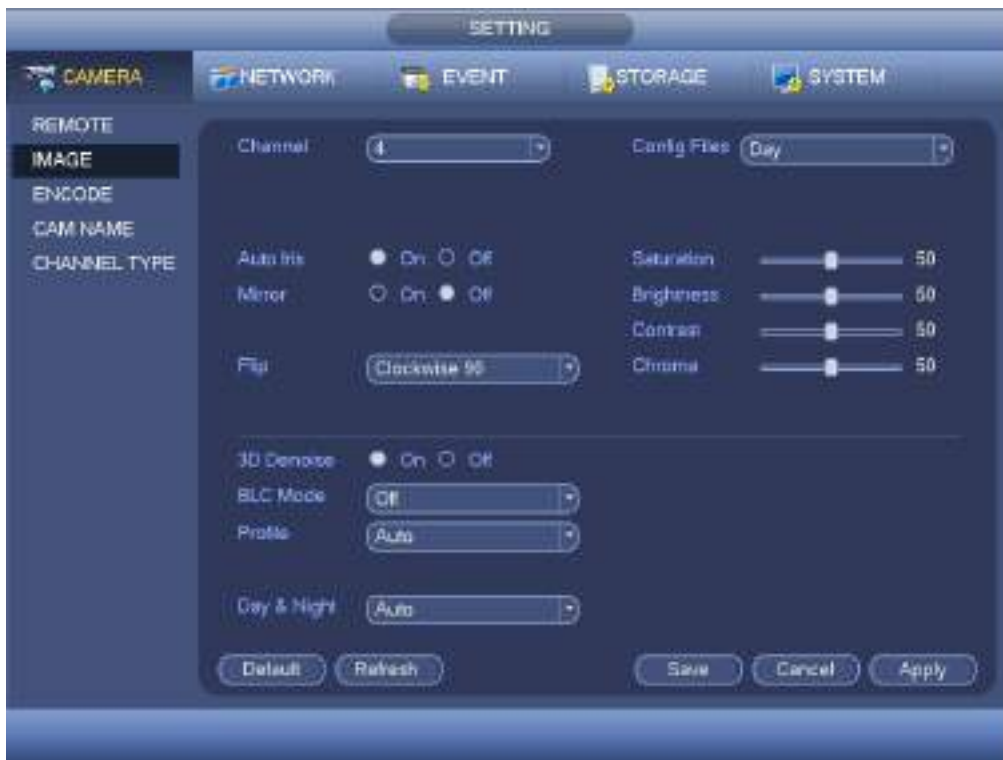 SETTING
CAMERA NETWORK EVENT STORAGE SYSTEM
REMOTE
IMAGE
ENCODE
CAM NAME
CHANNEL TYPE
Channel 4 Config Files Day
Auto Iris On Off Saturation 50
Mirror On Off Brightness 50
Contrast 50
Flip Clockwise 90 Chroma 50
3D Denoise On Off
BLC Mode Off
Profile Auto
Day & Night Auto
Default Refresh Save Cancel Apply